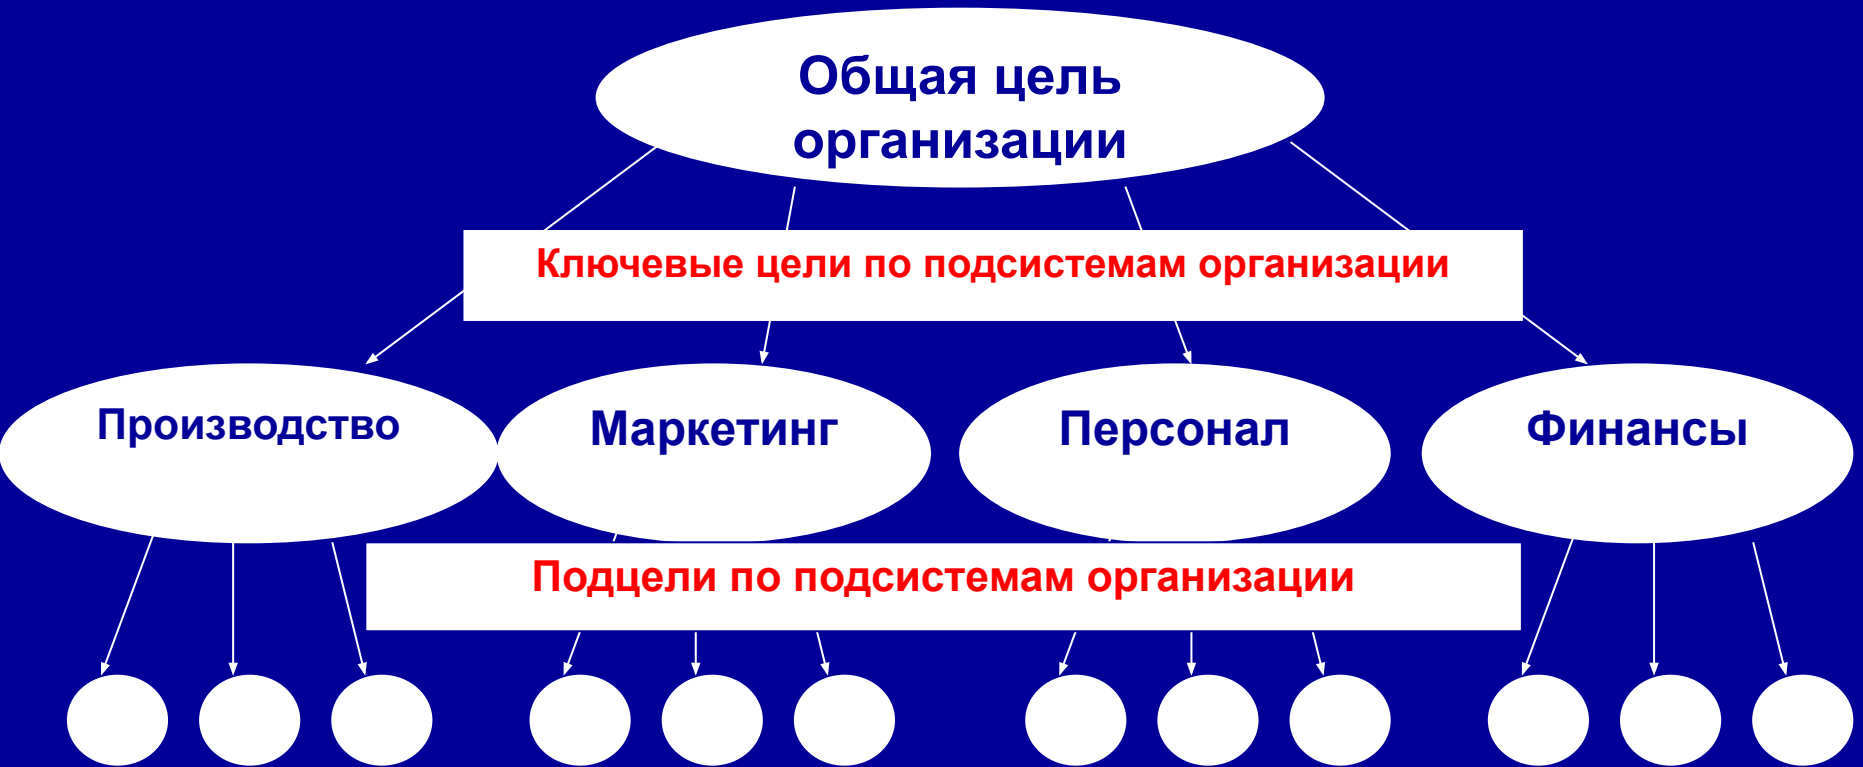 Общая цель
организации
Ключевые цели по подсистемам организации
Производство
Маркетинг
Персонал
Финансы
Подцели по подсистемам организации